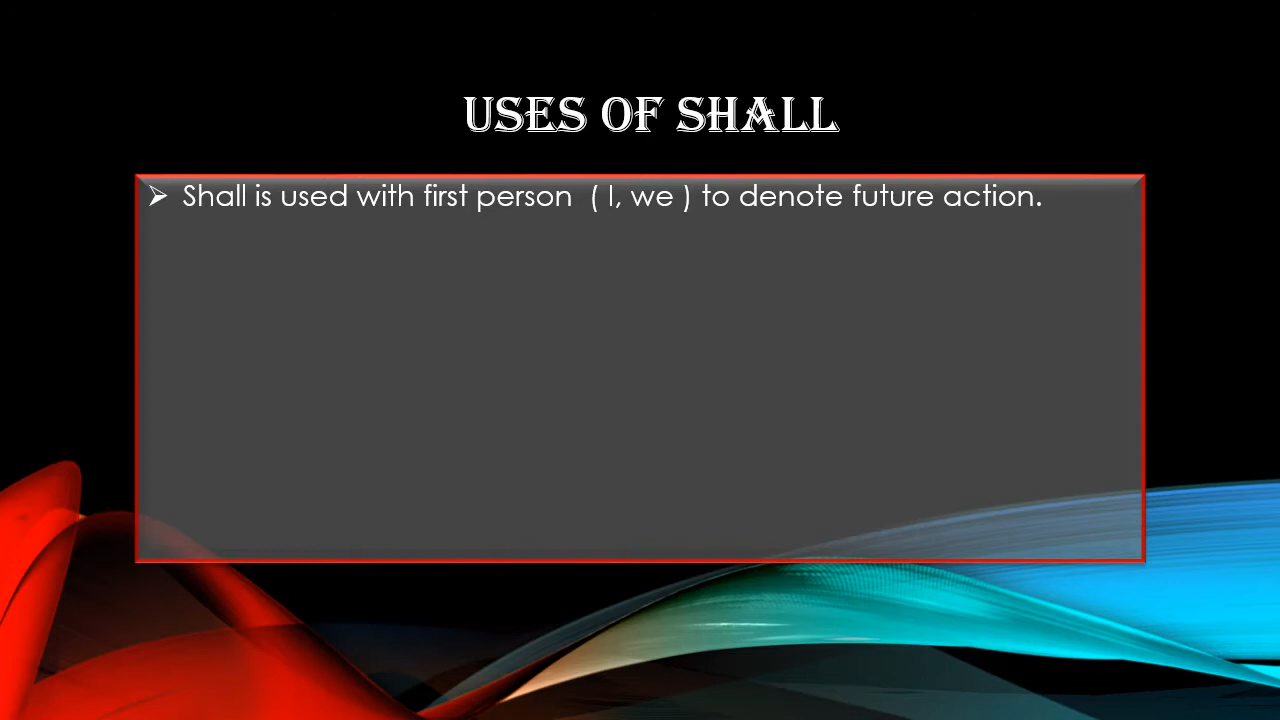 USES OF SHALL
➢ Shall is used with first person ( I, we ) to denote future action.